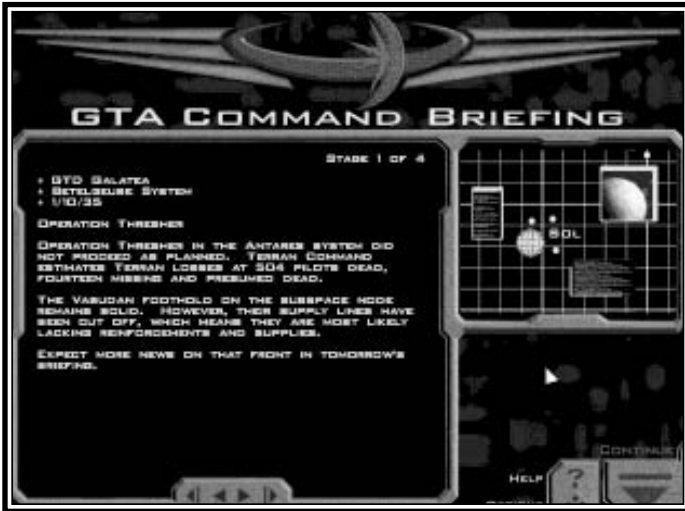 GTA COMMAND BRIEFING
STAGE 1 OF 4
+ GTD GALATEA
+ BETELGEUSE SYSTEM
+ 1/10/35
OPERATION THRESHER
OPERATION THRESHER IN THE ANTARES SYSTEM DID
NOT PROCEED AS PLANNED. TERRAN COMMAND
ESTIMATES TERRAN LOSSES AT 504 PILOTS DEAD,
FOURTEEN MISSING AND PRESUMED DEAD.
THE VASUDAN FOOTHOLD ON THE SUBSPACE NODE
REMAINS SOLID. HOWEVER, THEIR SUPPLY LINES HAVE
BEEN CUT OFF, WHICH MEANS THEY ARE MOST LIKELY
LACKING REINFORCEMENTS AND SUPPLIES.
EXPECT MORE NEWS ON THAT FRONT IN TOMORROW'S
BRIEFING.
SOL
CONTINUE
HELP
?
OPTIONS